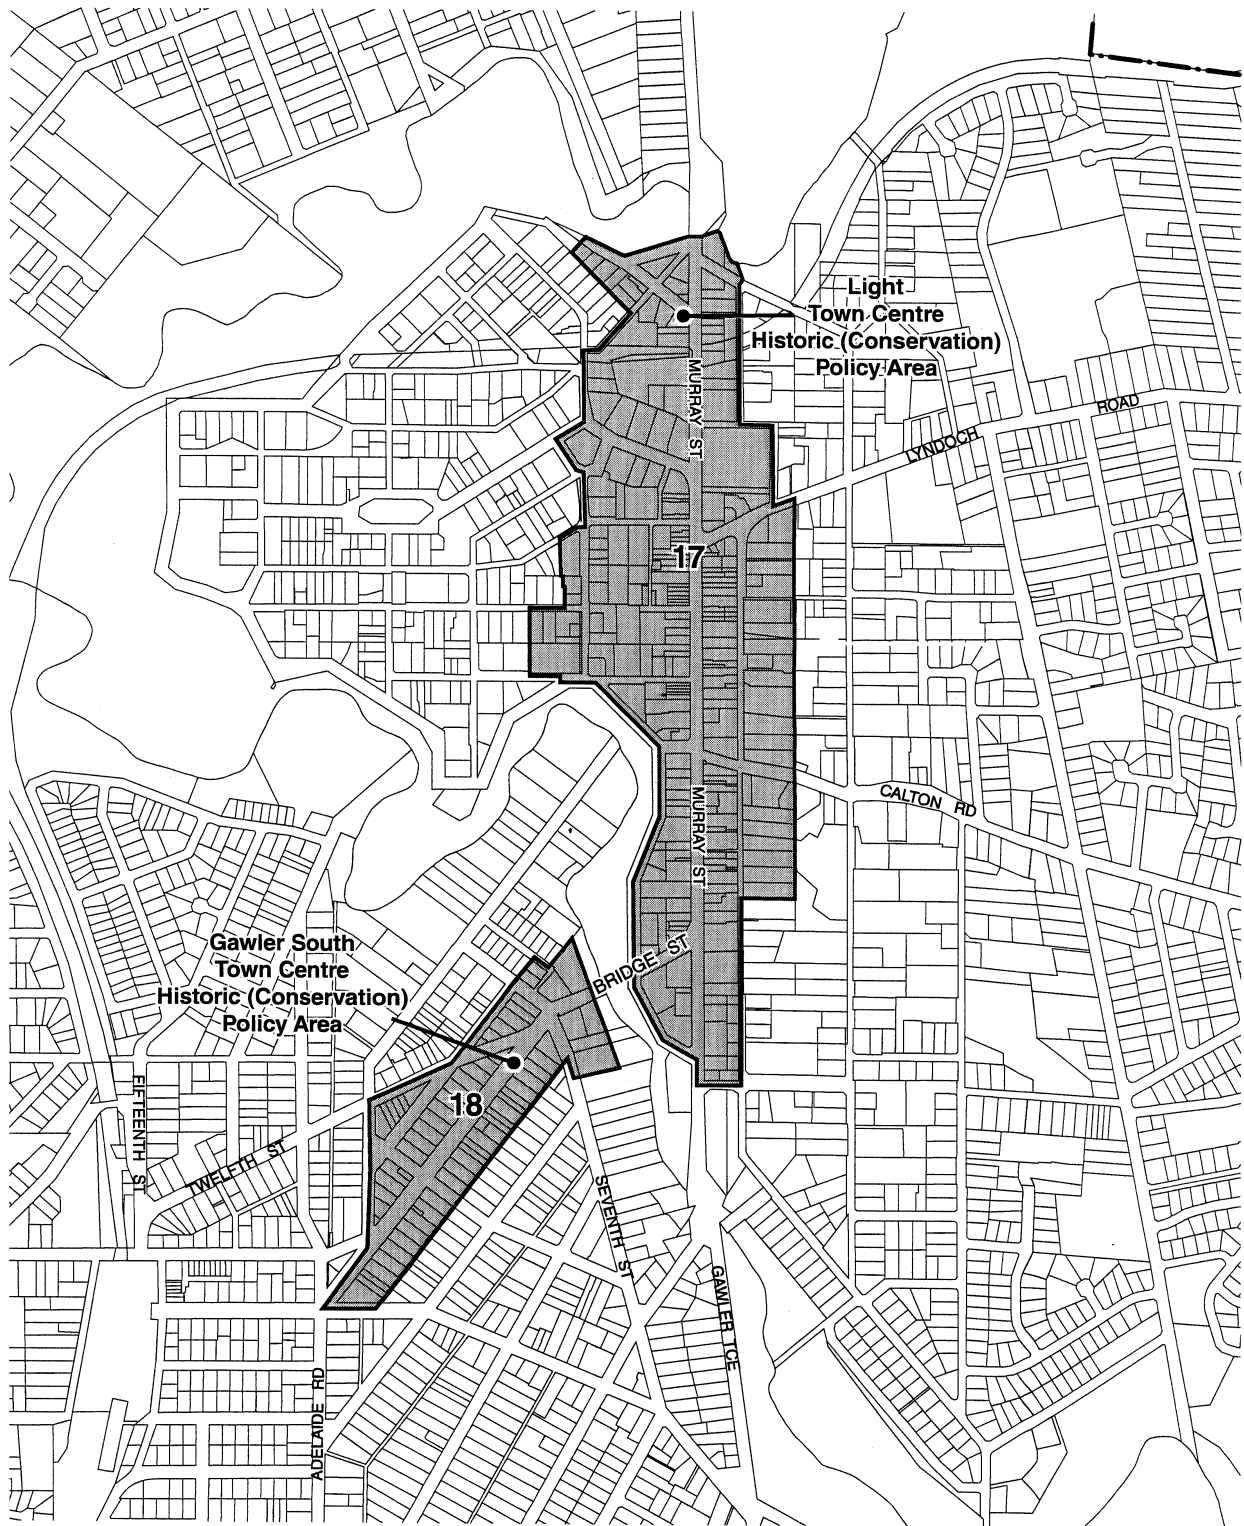 Light
Town Centre
Historic (Conservation)
Policy Area
MURRAY ST
ROAD
LYNDOCH
17
CALTON RD
MURRAY ST
Gawler South
Town Centre
Historic (Conservation)
Policy Area
BRIDGE ST
18
FIFTEENTH ST
TWELFTH ST
SEVENTH ST
GAWLER TCE
ADELAIDE RD